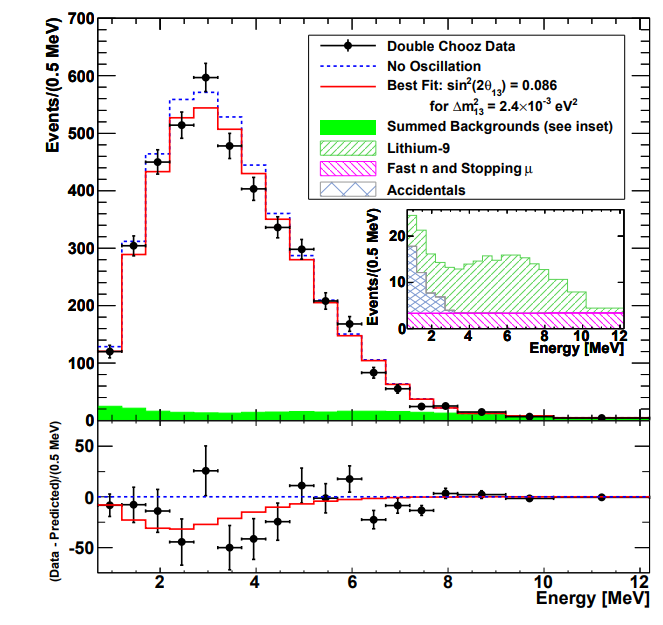 700
600
500
400
300
200
100
0
Events/(0.5 MeV)
Double Chooz Data
No Oscillation
Best Fit: sin²(2θ₁₃) = 0.086
for Δm²₁₃ = 2.4×10⁻³ eV²
Summed Backgrounds (see inset)
Lithium-9
Fast n and Stopping μ
Accidentals
Events/(0.5 MeV)
20
10
0
2 4 6 8 10 12
Energy [MeV]
(Data - Predicted)/(0.5 MeV)
50
0
-50
2 4 6 8 10 12
Energy [MeV]